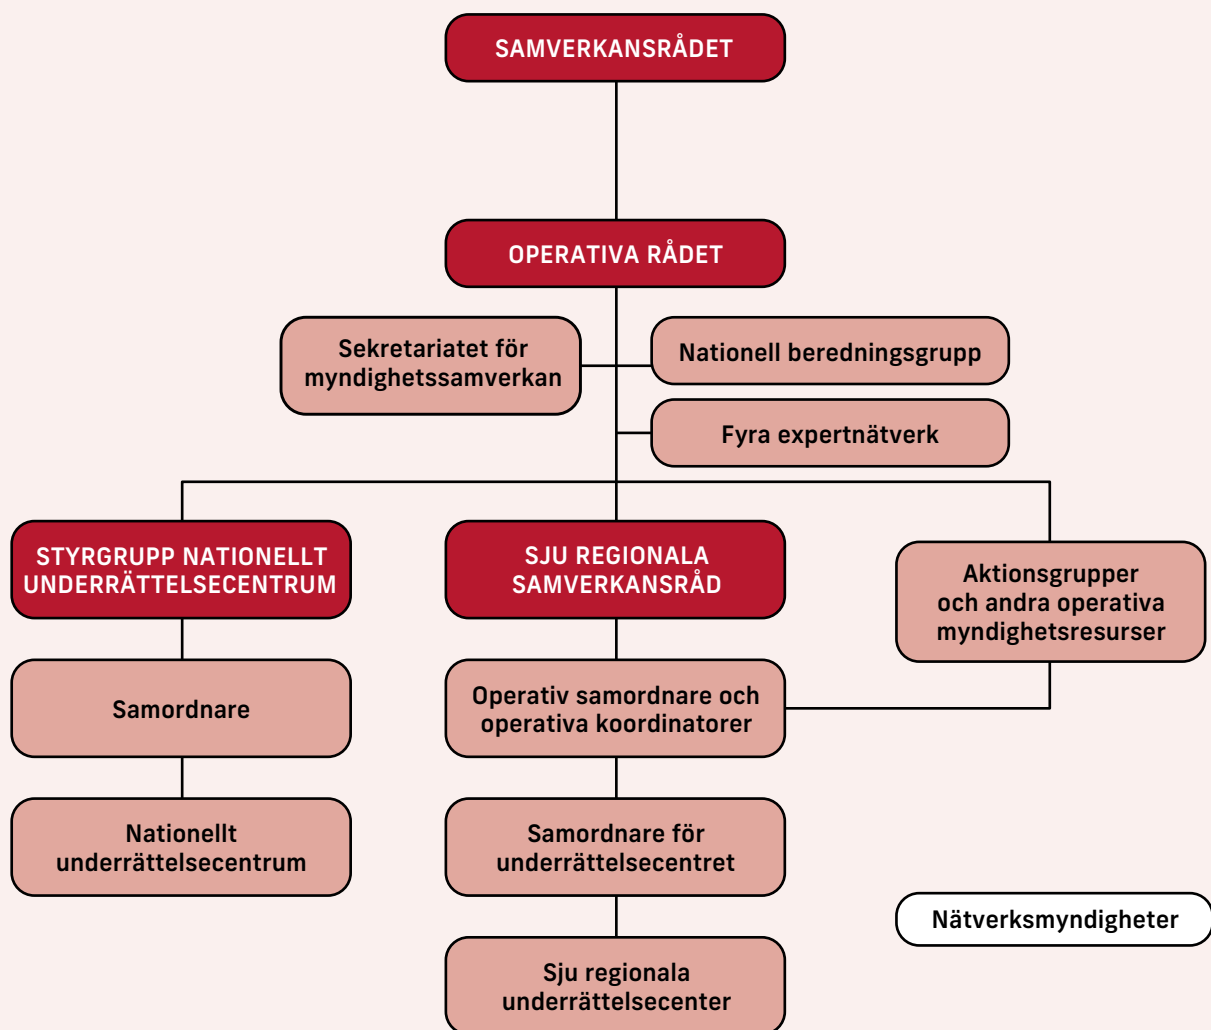 SAMVERKANSRÅDET
OPERATIVA RÅDET
Sekretariatet för
myndighetssamverkan
Nationell beredningsgrupp
Fyra expertnätverk
STYRGRUPP NATIONELLT
UNDERRÄTTELSECENTRUM
SJU REGIONALA
SAMVERKANSRÅD
Aktionsgrupper
och andra operativa
myndighetsresurser
Samordnare
Operativ samordnare och
operativa koordinatorer
Nationellt
underrättelsecentrum
Samordnare för
underrättelsecentret
Nätverksmyndigheter
Sju regionala
underrättelsecenter